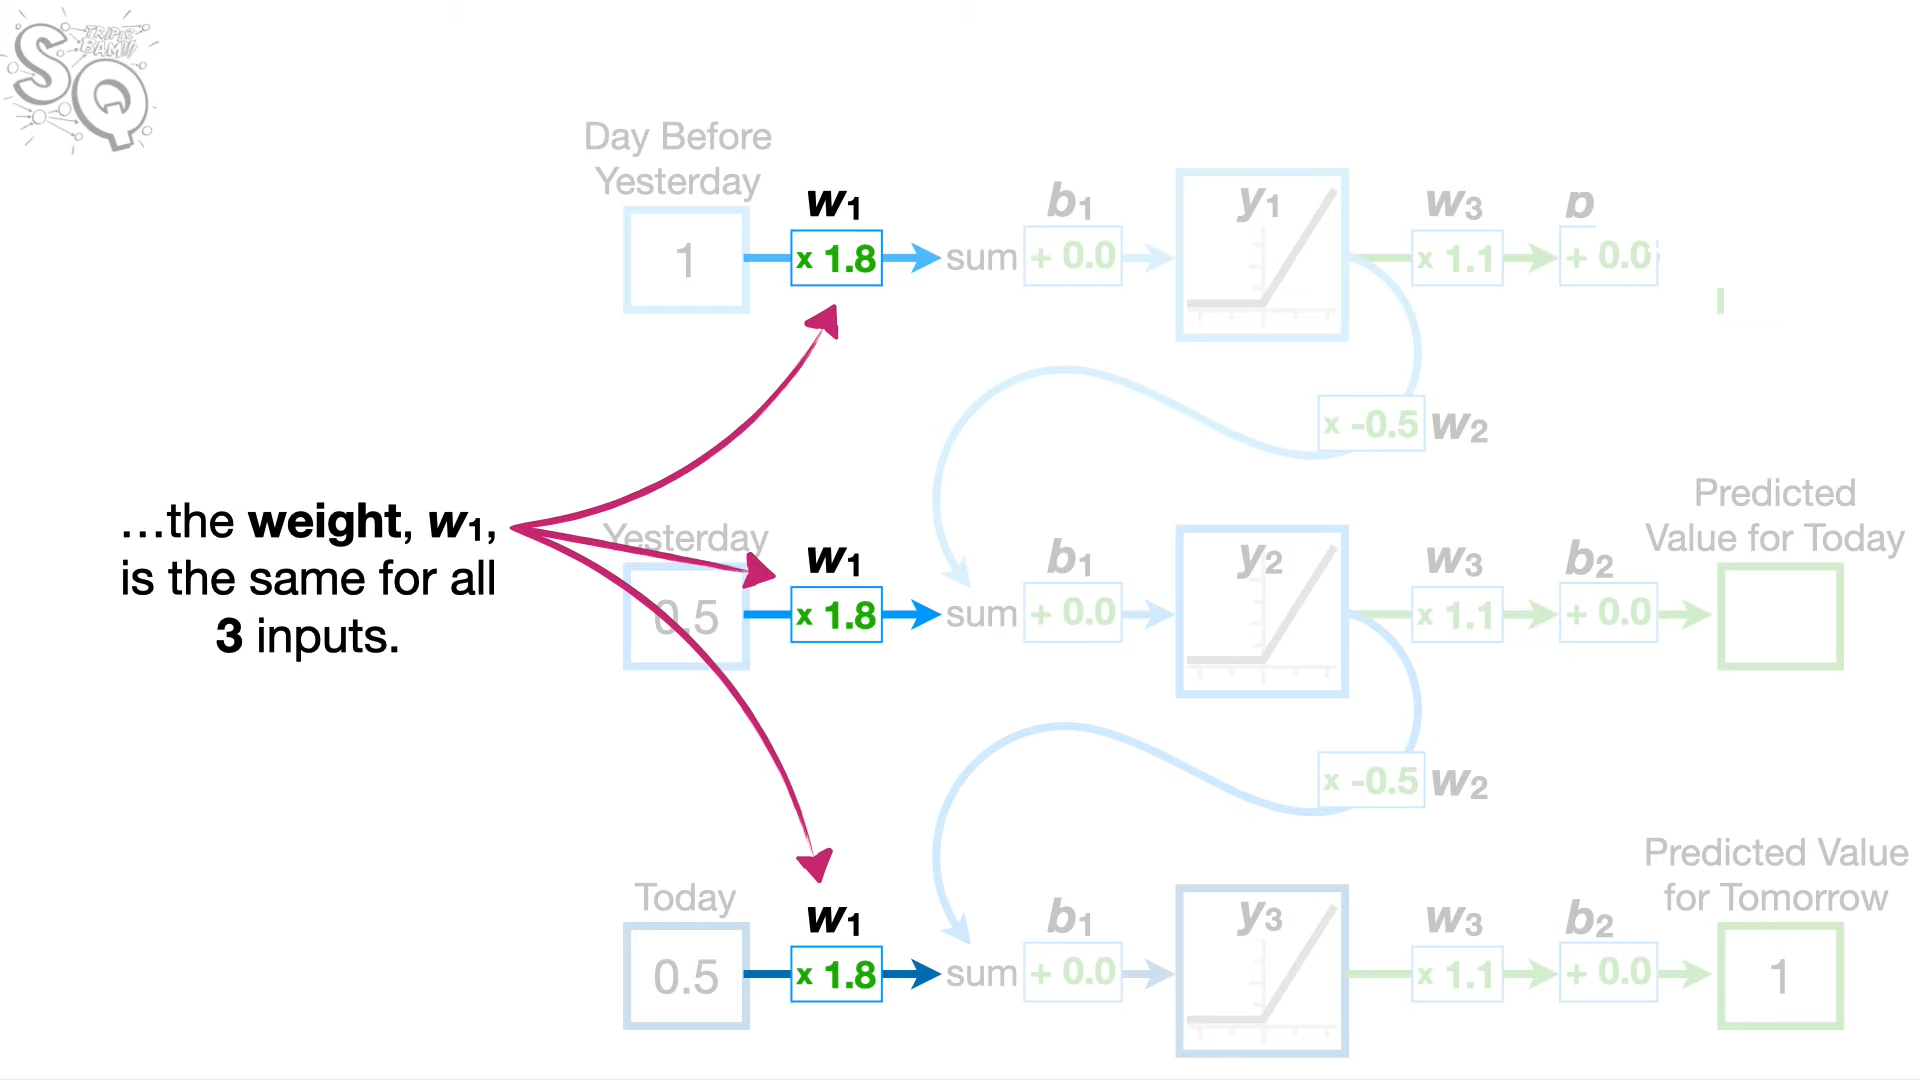 TRIPLE
BAM!!!
SQ
Day Before
Yesterday
1
w1
x 1.8
sum
b1
+ 0.0
y1
w3
x 1.1
+ 0.0
x -0.5 w2
…the weight, w1,
is the same for all
3 inputs.
Yesterday
0.5
w1
x 1.8
sum
b1
+ 0.0
y2
w3
x 1.1
b2
+ 0.0
Predicted
Value for Today
x -0.5 w2
Today
0.5
w1
x 1.8
sum
b1
+ 0.0
y3
w3
x 1.1
b2
+ 0.0
Predicted Value
for Tomorrow
1